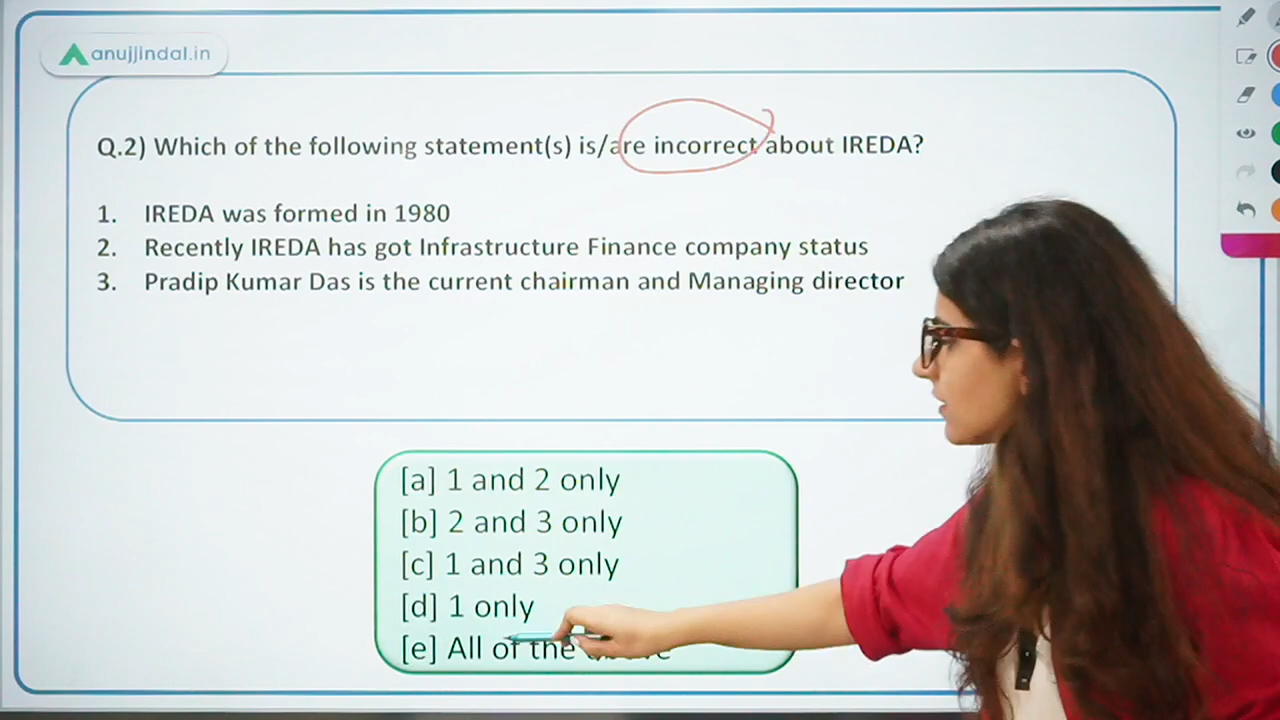 anujjindal.in
Q.2) Which of the following statement(s) is/are incorrect about IREDA?
1. IREDA was formed in 1980
2. Recently IREDA has got Infrastructure Finance company status
3. Pradip Kumar Das is the current chairman and Managing director
[a] 1 and 2 only
[b] 2 and 3 only
[c] 1 and 3 only
[d] 1 only
[e] All of the